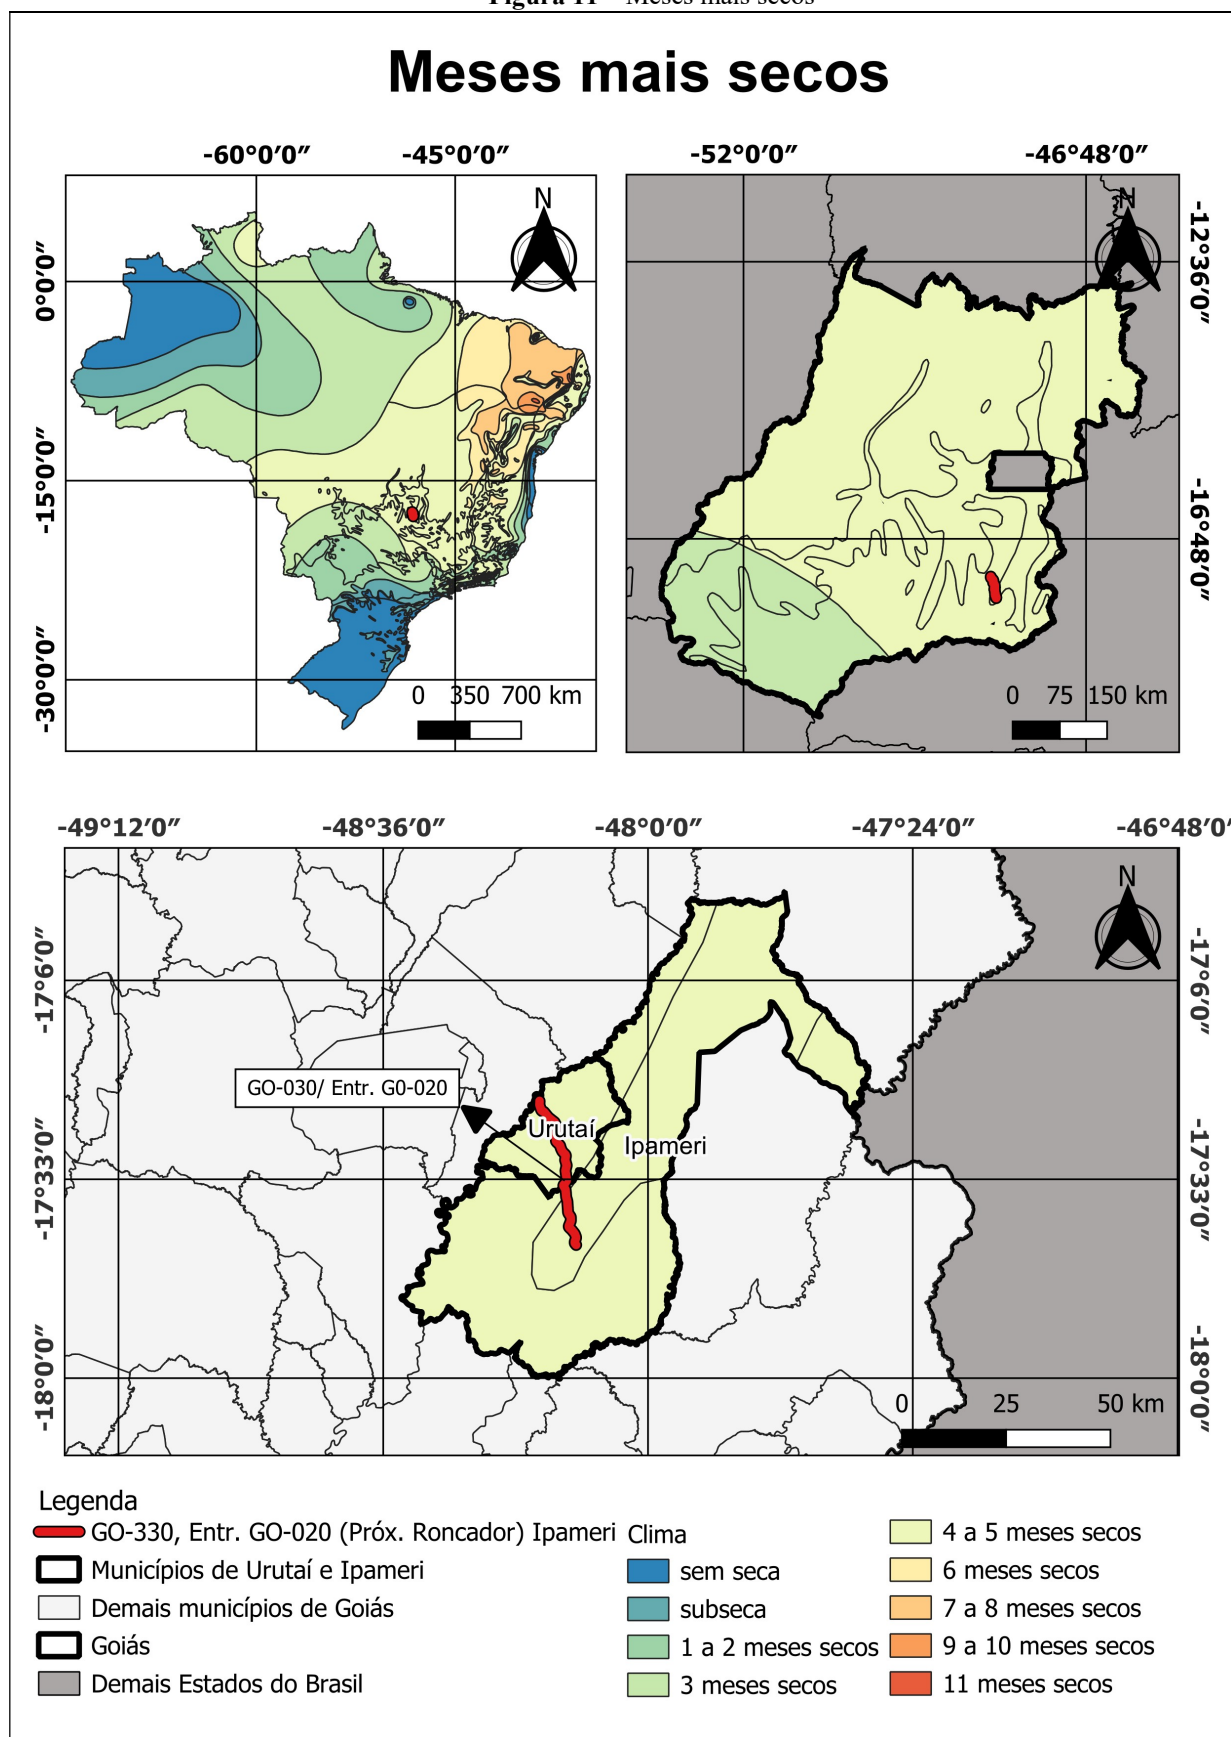 Figura 11 – Meses mais secos
Meses mais secos
-60°0′0″ -45°0′0″
-52°0′0″ -46°48′0″
N
N
0°0′0″
-15°0′0″
-30°0′0″
-12°36′0″
-16°48′0″
0 350 700 km
0 75 150 km
-49°12′0″ -48°36′0″ -48°0′0″ -47°24′0″ -46°48′0
N
-17°6′0″
-17°33′0″
-18°0′0″
-17°6′0″
-17°33′0″
-18°0′0″
GO-030/ Entr. G0-020
Urutaí
Ipameri
0 25 50 km
Legenda
GO-330, Entr. GO-020 (Próx. Roncador) Ipameri
Municípios de Urutaí e Ipameri
Demais municípios de Goiás
Goiás
Demais Estados do Brasil
Clima
sem seca
subseca
1 a 2 meses secos
3 meses secos
4 a 5 meses secos
6 meses secos
7 a 8 meses secos
9 a 10 meses secos
11 meses secos